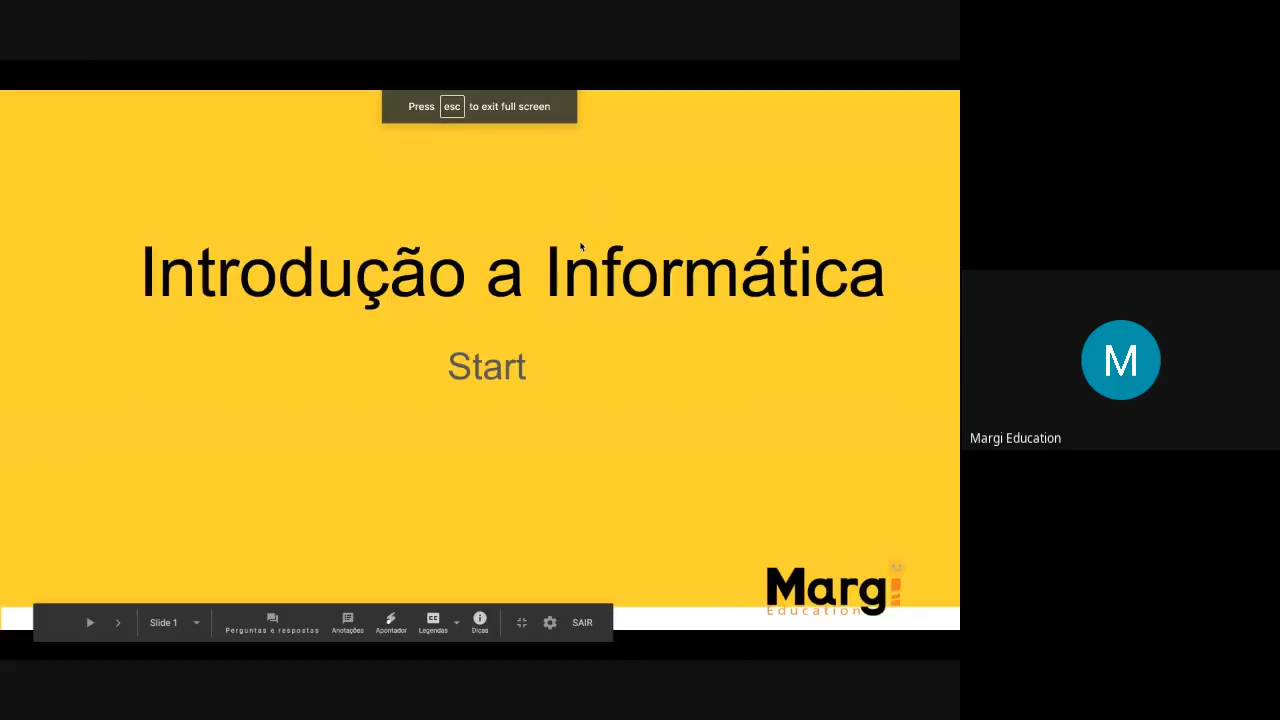 Press esc to exit full screen
Introdução a Informática
Start
Margi
Education
Slide 1
Perguntas e respostas
Anotações
Apontador
CC
Legendas
Dicas
SAIR
M
Margi Education